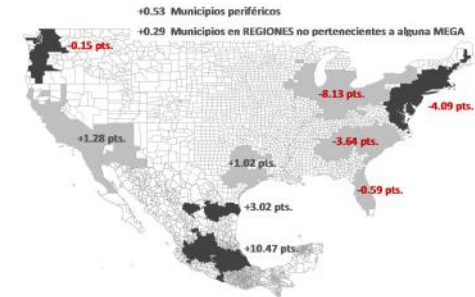 +0.53 Municipios periféricos
+0.29 Municipios en REGIONES no pertenecientes a alguna MEGA
-0.15 pts.
-8.13 pts.
-4.09 pts.
+1.28 pts.
-3.64 pts.
+1.02 pts.
-0.59 pts.
+3.02 pts.
+10.47 pts.